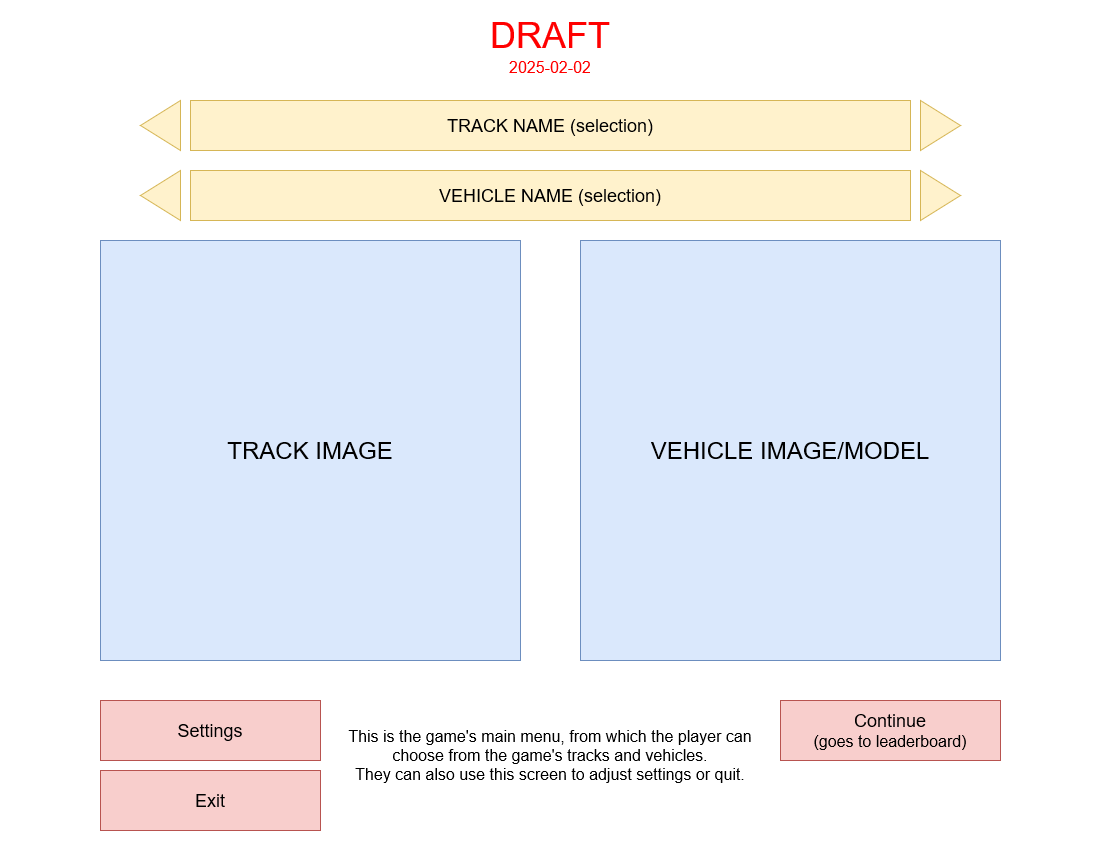 DRAFT
2025-02-02
TRACK NAME (selection)
VEHICLE NAME (selection)
TRACK IMAGE
VEHICLE IMAGE/MODEL
Settings
Exit
This is the game's main menu, from which the player can
choose from the game's tracks and vehicles.
They can also use this screen to adjust settings or quit.
Continue
(goes to leaderboard)